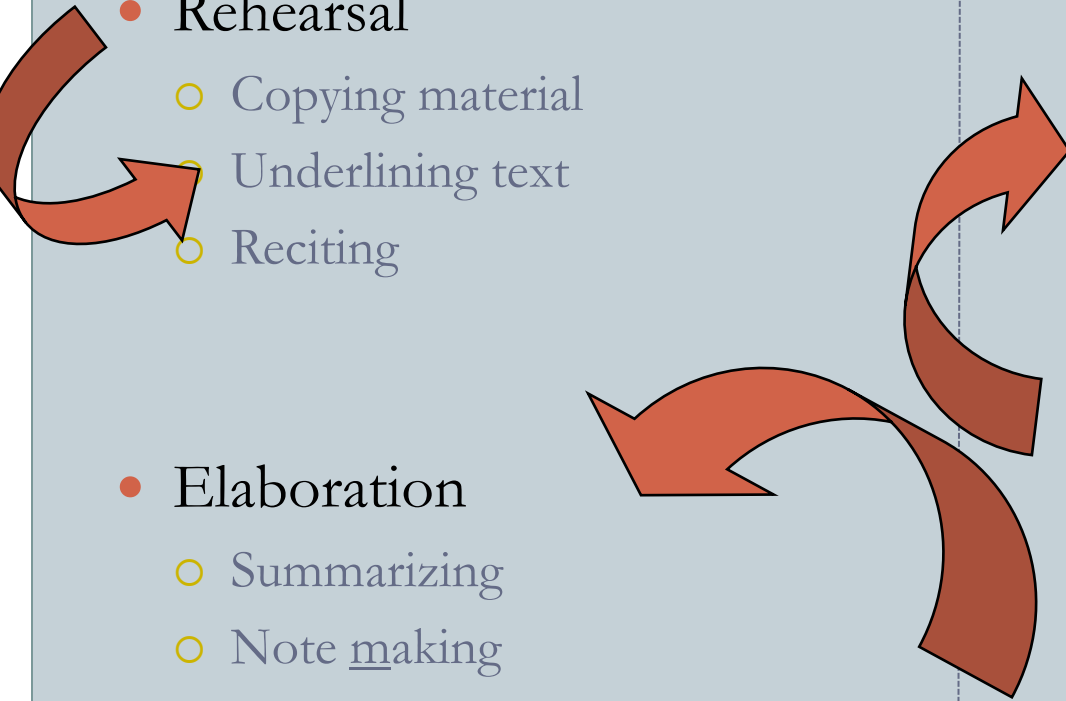 Rehearsal
Copying material
Underlining text
Reciting
Elaboration
Summarizing
Note making